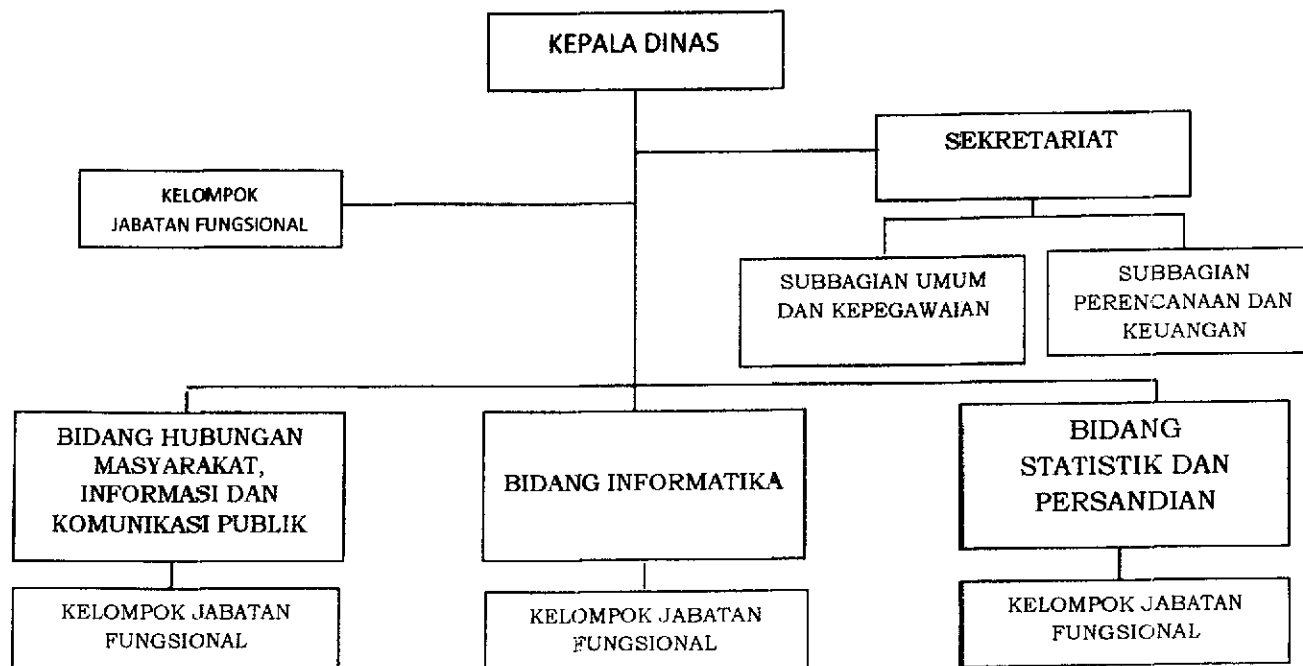 KEPALA DINAS
SEKRETARIAT
KELOMPOK
JABATAN FUNGSIONAL
SUBBAGIAN UMUM
DAN KEPEGAWAIAN
SUBBAGIAN
PERENCANAAN DAN
KEUANGAN
BIDANG HUBUNGAN
MASYARAKAT,
INFORMASI DAN
KOMUNIKASI PUBLIK
BIDANG INFORMATIKA
BIDANG
STATISTIK DAN
PERSANDIAN
KELOMPOK JABATAN
FUNGSIONAL
KELOMPOK JABATAN
FUNGSIONAL
KELOMPOK JABATAN
FUNGSIONAL